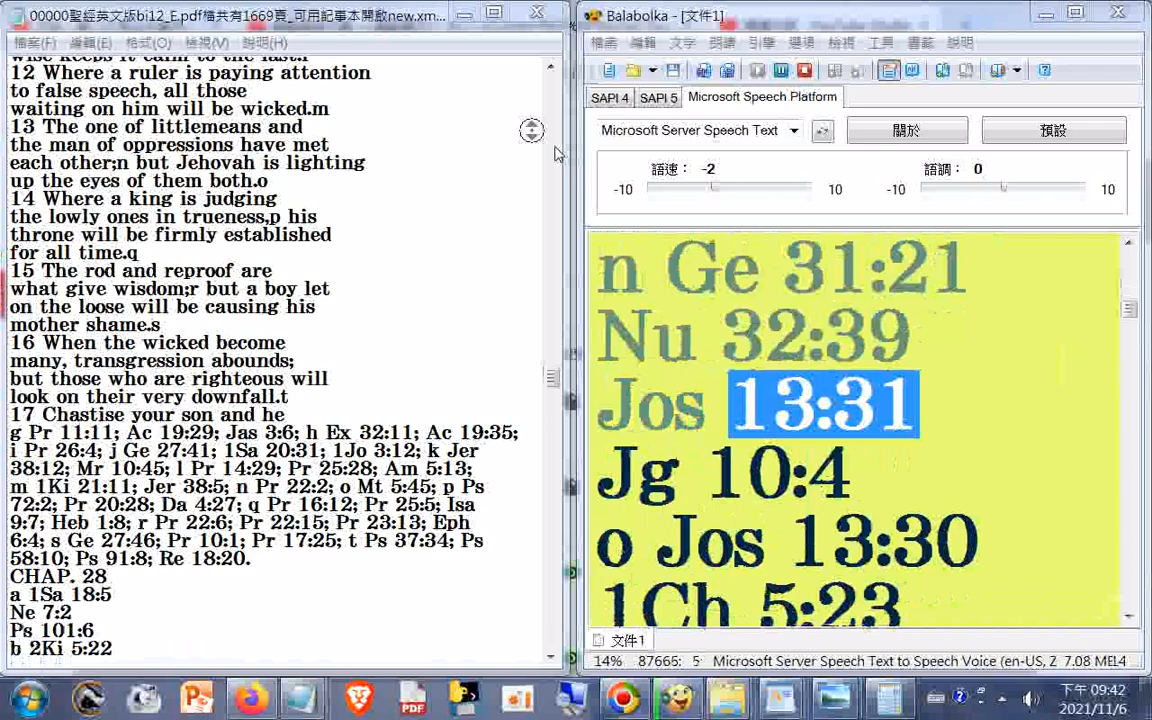 00000聖經英文版bi12_E.pdf檔共有1669頁_可用記事本開啟new.xm...
檔案(F) 編輯(E) 格式(O) 檢視(V) 說明(H)
wise keeps it calm to the last.l
12 Where a ruler is paying attention
to false speech, all those
waiting on him will be wicked.m
13 The one of littlemeans and
the man of oppressions have met
each other;n but Jehovah is lighting
up the eyes of them both.o
14 Where a king is judging
the lowly ones in trueness,p his
throne will be firmly established
for all time.q
15 The rod and reproof are
what give wisdom;r but a boy let
on the loose will be causing his
mother shame.s
16 When the wicked become
many, transgression abounds;
but those who are righteous will
look on their very downfall.t
17 Chastise your son and he
g Pr 11:11; Ac 19:29; Jas 3:6; h Ex 32:11; Ac 19:35;
i Pr 26:4; j Ge 27:41; 1Sa 20:31; 1Jo 3:12; k Jer
38:12; Mr 10:45; l Pr 14:29; Pr 25:28; Am 5:13;
m 1Ki 21:11; Jer 38:5; n Pr 22:2; o Mt 5:45; p Ps
72:2; Pr 20:28; Da 4:27; q Pr 16:12; Pr 25:5; Isa
9:7; Heb 1:8; r Pr 22:6; Pr 22:15; Pr 23:13; Eph
6:4; s Ge 27:46; Pr 10:1; Pr 17:25; t Ps 37:34; Ps
58:10; Ps 91:8; Re 18:20.
CHAP. 28
a 1Sa 18:5
Ne 7:2
Ps 101:6
b 2Ki 5:22
Balabolka - [文件1]
檔案 編輯 文字 朗讀 引擎 選項 檢視 工具 書籤 說明
SAPI 4 SAPI 5 Microsoft Speech Platform
Microsoft Server Speech Text 關於 預設
語速: -2 語調: 0
-10 10 -10 10
n Ge 31:21
Nu 32:39
Jos 13:31
Jg 10:4
o Jos 13:30
1Ch 5:23
文件1
14% 87665: 5 Microsoft Server Speech Text to Speech Voice (en-US, Z 7.08 MEL4
下午 09:42
2021/11/6